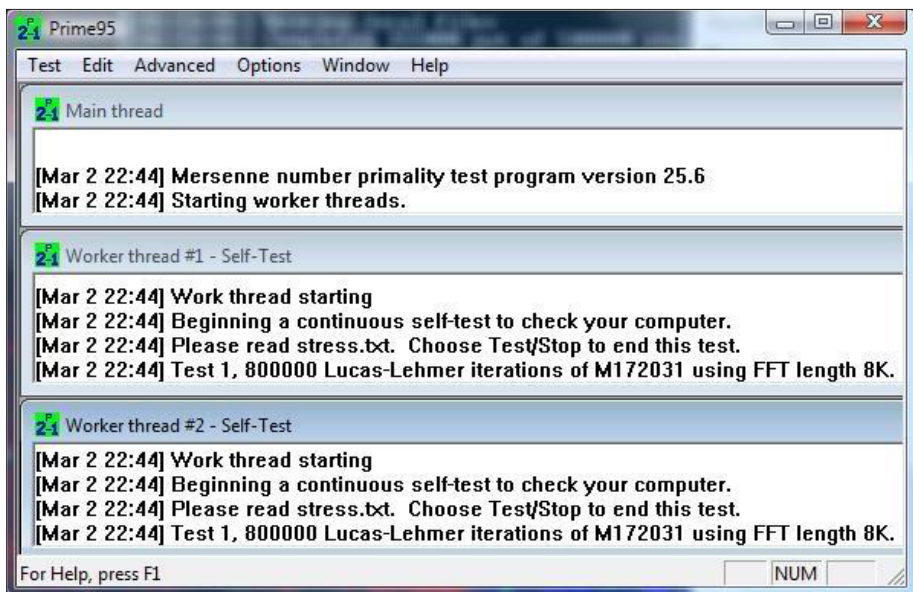 Prime95
Test Edit Advanced Options Window Help
Main thread
[Mar 2 22:44] Mersenne number primality test program version 25.6
[Mar 2 22:44] Starting worker threads.
Worker thread #1 - Self-Test
[Mar 2 22:44] Work thread starting
[Mar 2 22:44] Beginning a continuous self-test to check your computer.
[Mar 2 22:44] Please read stress.txt. Choose Test/Stop to end this test.
[Mar 2 22:44] Test 1, 800000 Lucas-Lehmer iterations of M172031 using FFT length 8K.
Worker thread #2 - Self-Test
[Mar 2 22:44] Work thread starting
[Mar 2 22:44] Beginning a continuous self-test to check your computer.
[Mar 2 22:44] Please read stress.txt. Choose Test/Stop to end this test.
[Mar 2 22:44] Test 1, 800000 Lucas-Lehmer iterations of M172031 using FFT length 8K.
For Help, press F1
NUM